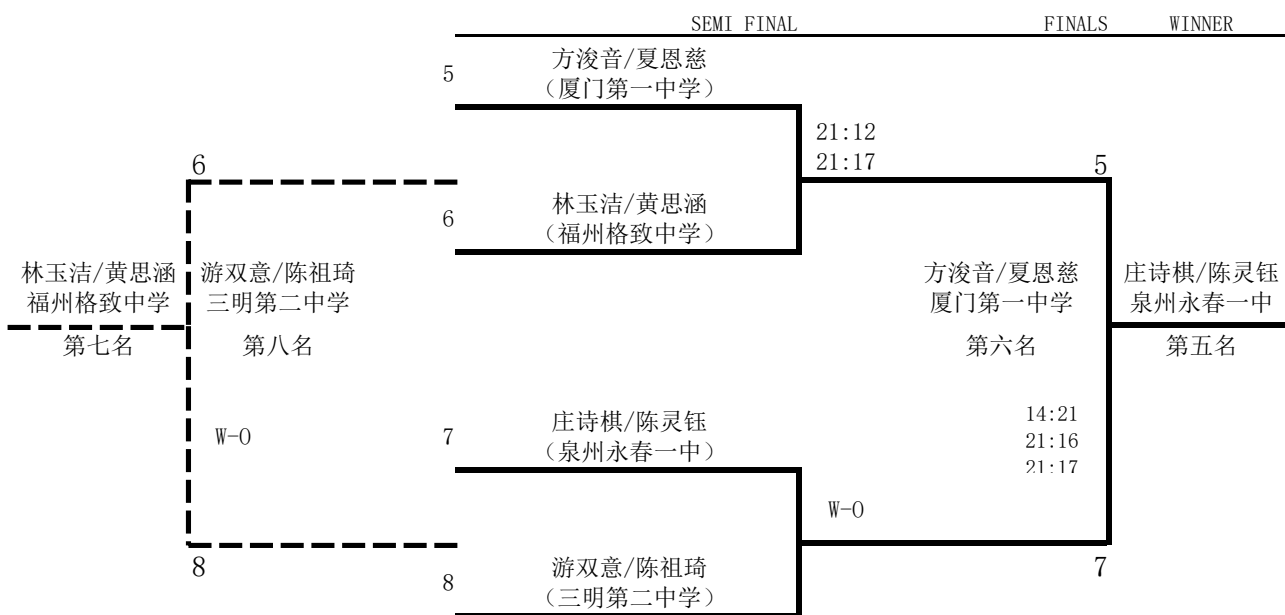 SEMI FINAL
FINALS
WINNER
5
方浚音/夏恩慈
（厦门第一中学）
21:12
21:17
6
5
6
林玉洁/黄思涵
（福州格致中学）
林玉洁/黄思涵
福州格致中学
第七名
游双意/陈祖琦
三明第二中学
第八名
方浚音/夏恩慈
厦门第一中学
第六名
庄诗棋/陈灵钰
泉州永春一中
第五名
W-O
7
庄诗棋/陈灵钰
（泉州永春一中）
14:21
21:16
21:17
W-O
8
7
8
游双意/陈祖琦
（三明第二中学）